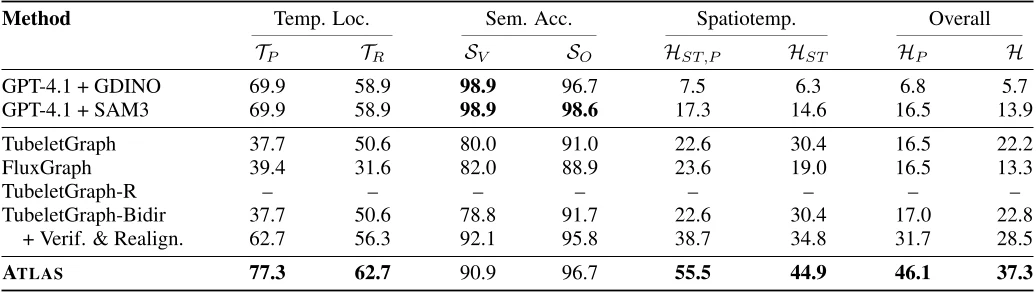 Method Temp. Loc. Sem. Acc. Spatiotemp. Overall
T_P T_R S_V S_O H_ST,P H_ST H_P H
GPT-4.1 + GDINO 69.9 58.9 98.9 96.7 7.5 6.3 6.8 5.7
GPT-4.1 + SAM3 69.9 58.9 98.9 98.6 17.3 14.6 16.5 13.9
TubeletGraph 37.7 50.6 80.0 91.0 22.6 30.4 16.5 22.2
FluxGraph 39.4 31.6 82.0 88.9 23.6 19.0 16.5 13.3
TubeletGraph-R – – – – – – – –
TubeletGraph-Bidir 37.7 50.6 78.8 91.7 22.6 30.4 17.0 22.8
+ Verif. & Realign. 62.7 56.3 92.1 95.8 38.7 34.8 31.7 28.5
ATLAS 77.3 62.7 90.9 96.7 55.5 44.9 46.1 37.3